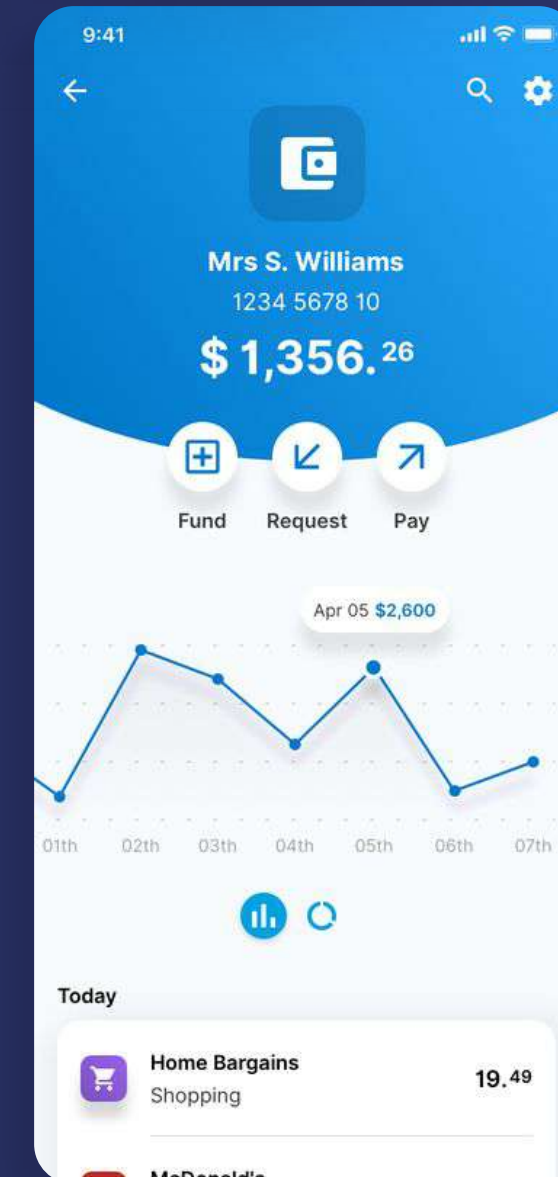 9:41
Mrs S. Williams
1234 5678 10
$ 1,356.26
Fund Request Pay
Apr 05 $2,600
01th 02th 03th 04th 05th 06th 07th
Today
Home Bargains
19.49
Shopping
McDonald's